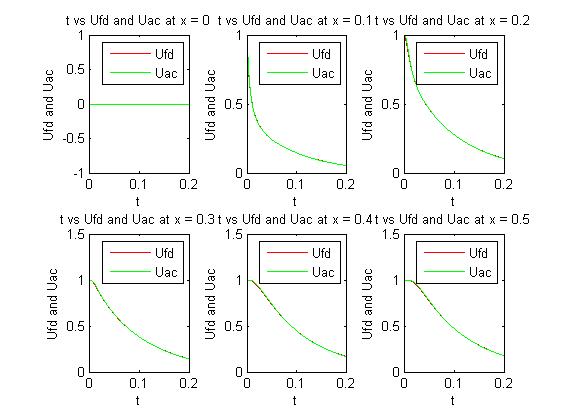 t vs Ufd and Uac at x = 0
t vs Ufd and Uac at x = 0.1
t vs Ufd and Uac at x = 0.2
1
0.5
0
-0.5
-1
Ufd and Uac
Ufd
Uac
0
0.1
0.2
t
1
0.5
0
Ufd and Uac
Ufd
Uac
0
0.1
0.2
t
1
0.5
0
Ufd and Uac
Ufd
Uac
0
0.1
0.2
t
t vs Ufd and Uac at x = 0.3
t vs Ufd and Uac at x = 0.4
t vs Ufd and Uac at x = 0.5
1.5
1
0.5
0
Ufd and Uac
Ufd
Uac
0
0.1
0.2
t
1.5
1
0.5
0
Ufd and Uac
Ufd
Uac
0
0.1
0.2
t
1.5
1
0.5
0
Ufd and Uac
Ufd
Uac
0
0.1
0.2
t